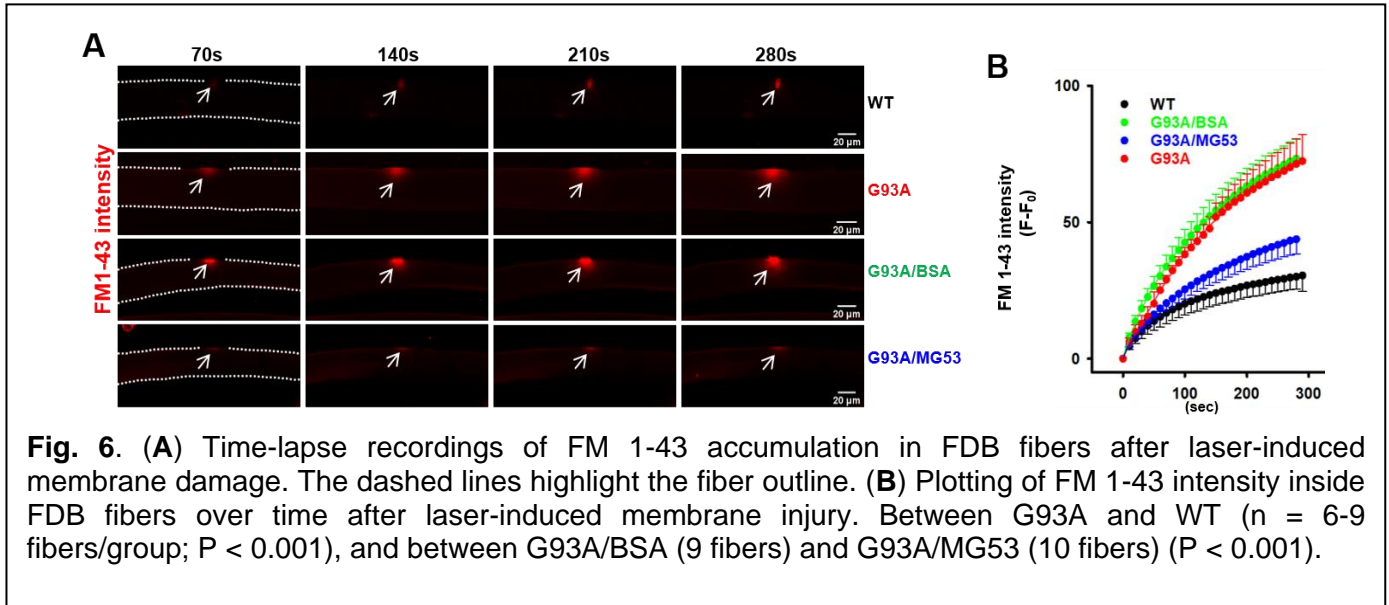 A
70s 140s 210s 280s
FM1-43 intensity
WT
20 µm
G93A
20 µm
G93A/BSA
20 µm
G93A/MG53
20 µm
B
FM 1-43 intensity
(F-F₀)
100
50
0
WT
G93A/BSA
G93A/MG53
G93A
0 100 200 300
(sec)
Fig. 6. (A) Time-lapse recordings of FM 1-43 accumulation in FDB fibers after laser-induced
membrane damage. The dashed lines highlight the fiber outline. (B) Plotting of FM 1-43 intensity inside
FDB fibers over time after laser-induced membrane injury. Between G93A and WT (n = 6-9
fibers/group; P < 0.001), and between G93A/BSA (9 fibers) and G93A/MG53 (10 fibers) (P < 0.001).